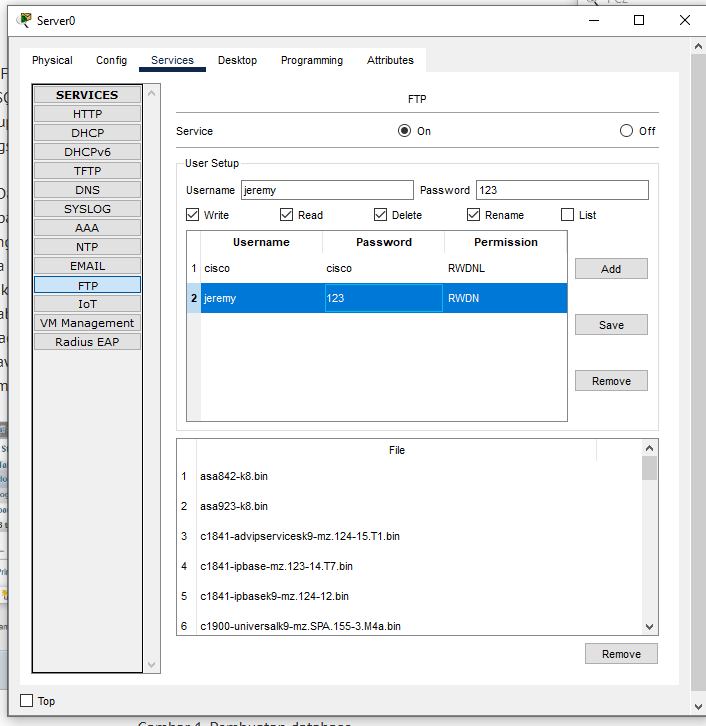 Server0
Physical Config Services Desktop Programming Attributes
SERVICES
HTTP
DHCP
DHCPv6
TFTP
DNS
SYSLOG
AAA
NTP
EMAIL
FTP
IoT
VM Management
Radius EAP
FTP
Service On Off
User Setup
Username jeremy Password 123
Write Read Delete Rename List
Username Password Permission
1 cisco cisco RWDNL
2 jeremy 123 RWDN
Add
Save
Remove
File
1 asa842-k8.bin
2 asa923-k8.bin
3 c1841-advipservicesk9-mz.124-15.T1.bin
4 c1841-ipbase-mz.123-14.T7.bin
5 c1841-ipbasek9-mz.124-12.bin
6 c1900-universalk9-mz.SPA.155-3.M4a.bin
Remove
Top